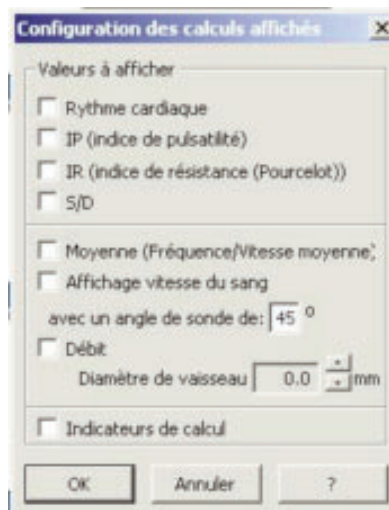 Configuration des calculs affichés
Valeurs à afficher
Rythme cardiaque
IP (indice de pulsatilité)
IR (indice de résistance (Pourcelot))
S/D
Moyenne (Fréquence/Vitesse moyenne)
Affichage vitesse du sang
avec un angle de sonde de: 45 °
Débit
Diamètre de vaisseau 0.0 mm
Indicateurs de calcul
OK Annuler ?